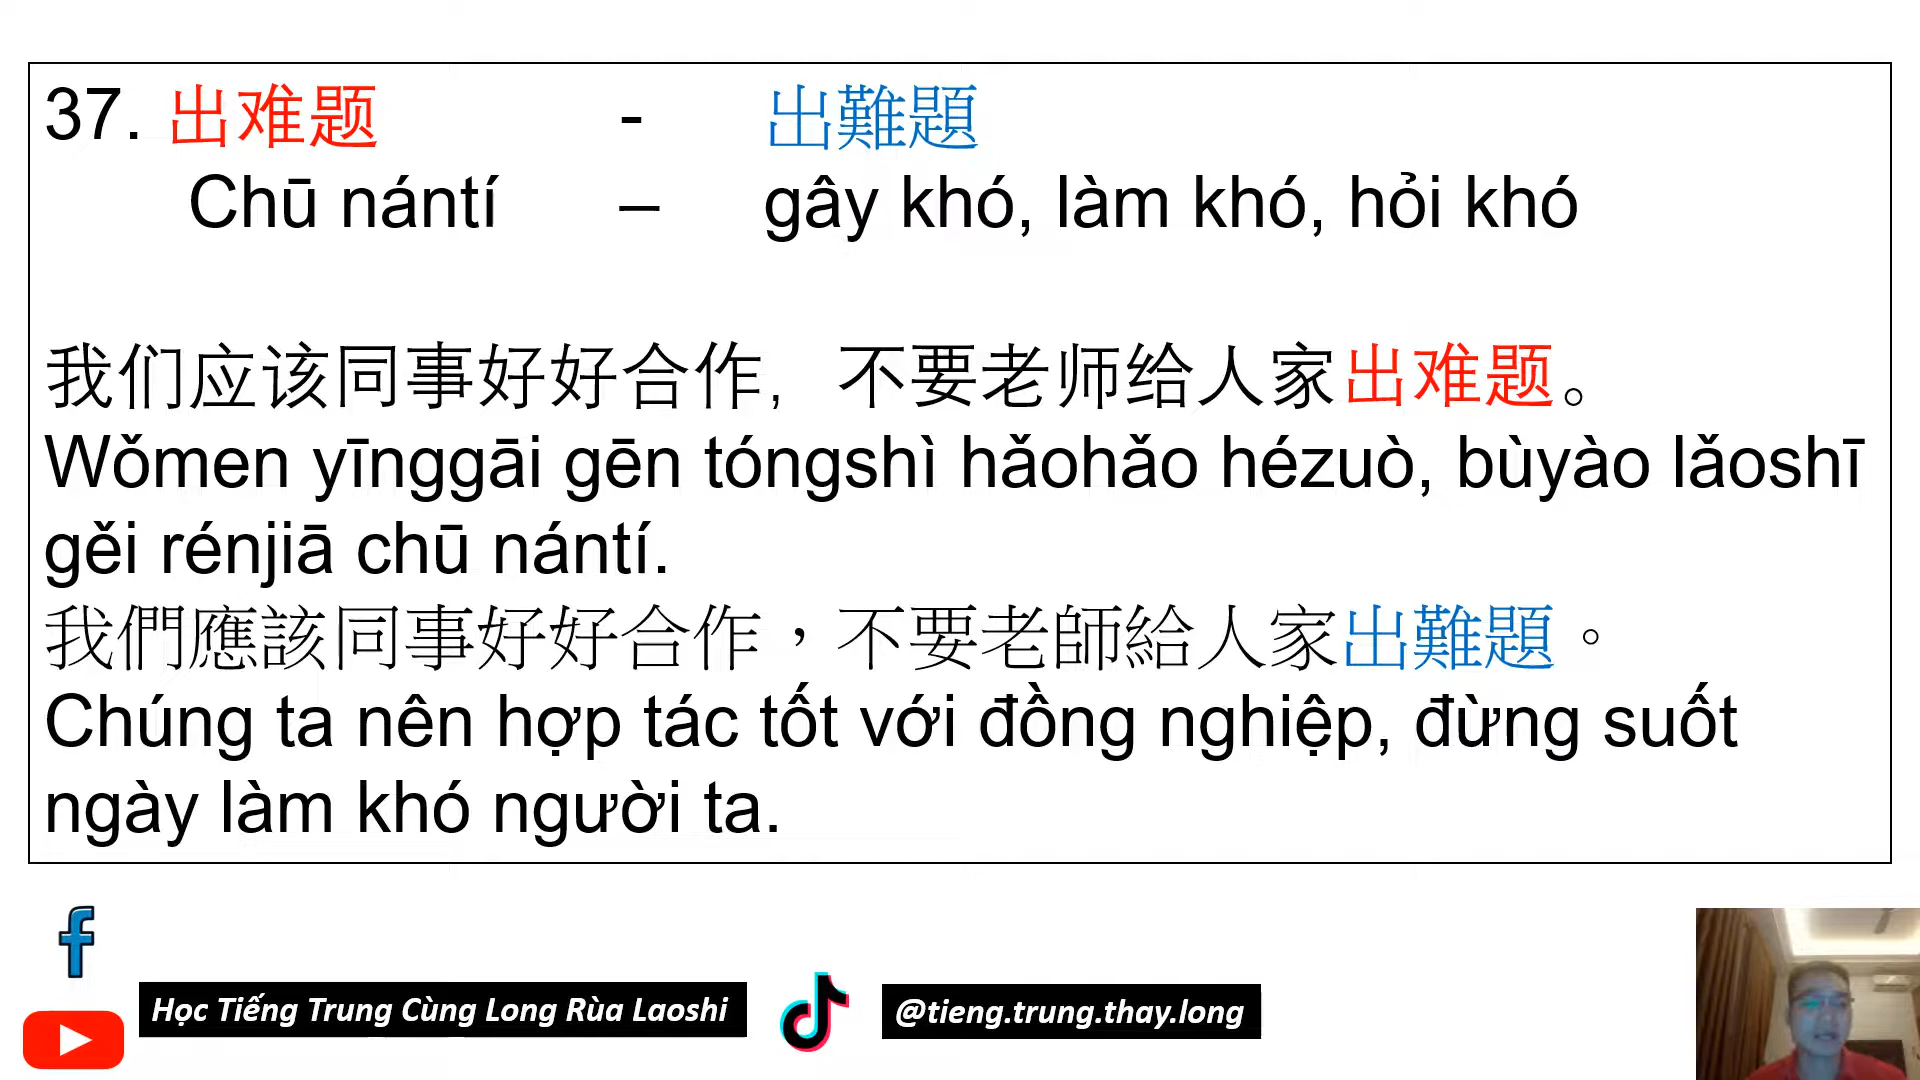 37. 出难题 - 出難題
Chū nántí – gây khó, làm khó, hỏi khó
我们应该同事好好合作，不要老师给人家出难题。
Wǒmen yīnggāi gēn tóngshì hǎohǎo hézuò, bùyào lǎoshī
gěi rénjiā chū nántí.
我們應該同事好好合作，不要老師給人家出難題。
Chúng ta nên hợp tác tốt với đồng nghiệp, đừng suốt
ngày làm khó người ta.
Học Tiếng Trung Cùng Long Rùa Laoshi
@tieng.trung.thay.long